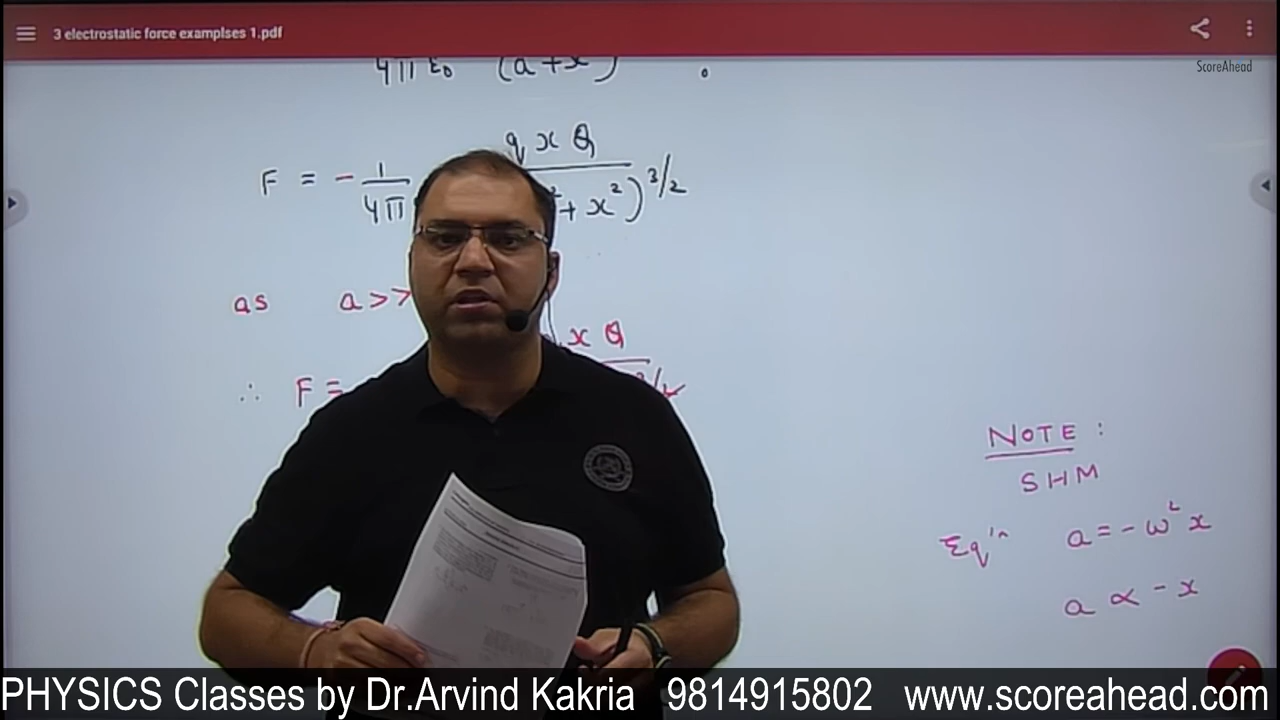 3 electrostatic force examplses 1.pdf
ScoreAhead
4π ε₀ (a + x )
q x Q
F = - 1
4π ² + x² ) 3/2
as a >>
x Q
∴ F =
NOTE :
SHM
Eq'n a = - ω² x
a ∝ - x
PHYSICS Classes by Dr.Arvind Kakria 9814915802 www.scoreahead.com